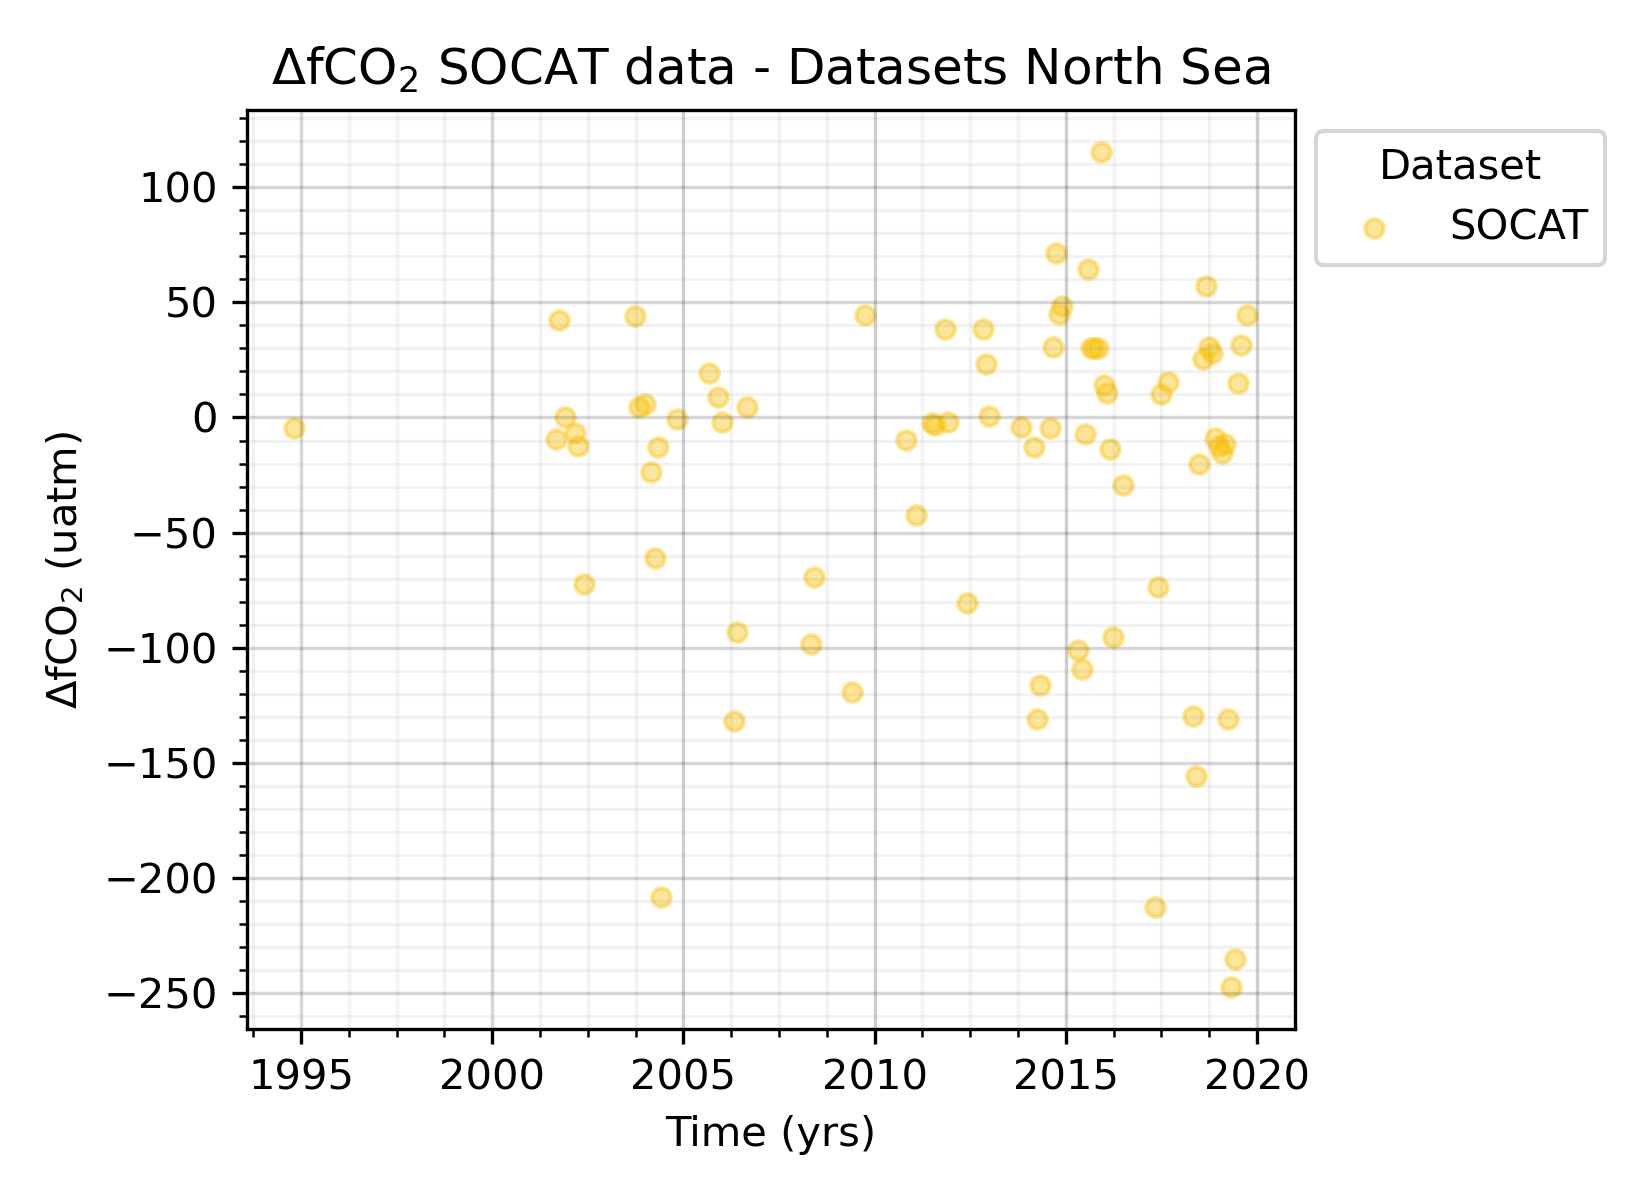 ΔfCO₂ SOCAT data - Datasets North Sea
Dataset
SOCAT
100
50
0
−50
−100
−150
−200
−250
ΔfCO₂ (uatm)
1995 2000 2005 2010 2015 2020
Time (yrs)